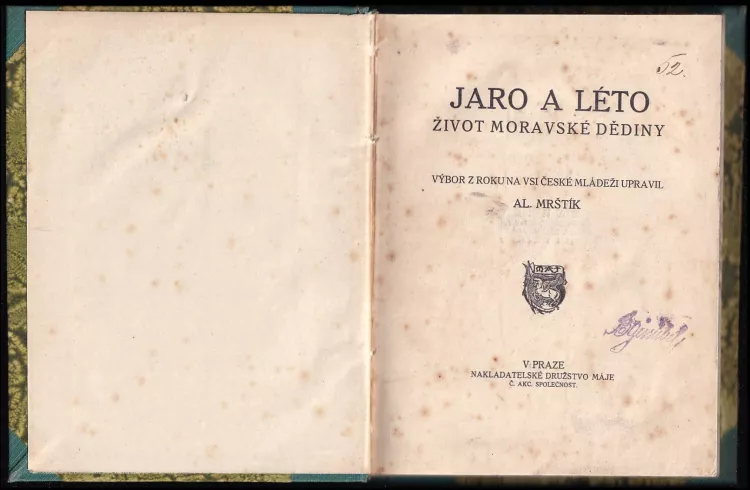 52.
JARO A LÉTO
ŽIVOT MORAVSKÉ DĚDINY
VÝBOR Z ROKU NA VSI ČESKÉ MLÁDEŽI UPRAVIL
AL. MRŠTÍK
MÁJ
V PRAZE
NAKLADATELSKÉ DRUŽSTVO MÁJE
Č. AKC. SPOLEČNOST.